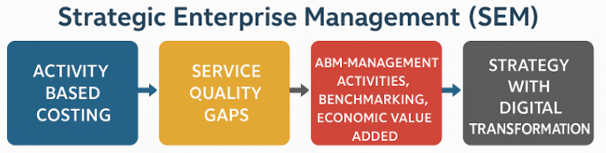 Strategic Enterprise Management (SEM)
ACTIVITY
BASED
COSTING
SERVICE
QUALITY
GAPS
ABM-MANAGEMENT
ACTIVITIES,
BENCHMARKING,
ECONOMIC VALUE
ADDED
STRATEGY
WITH
DIGITAL
TRANSFORMATION